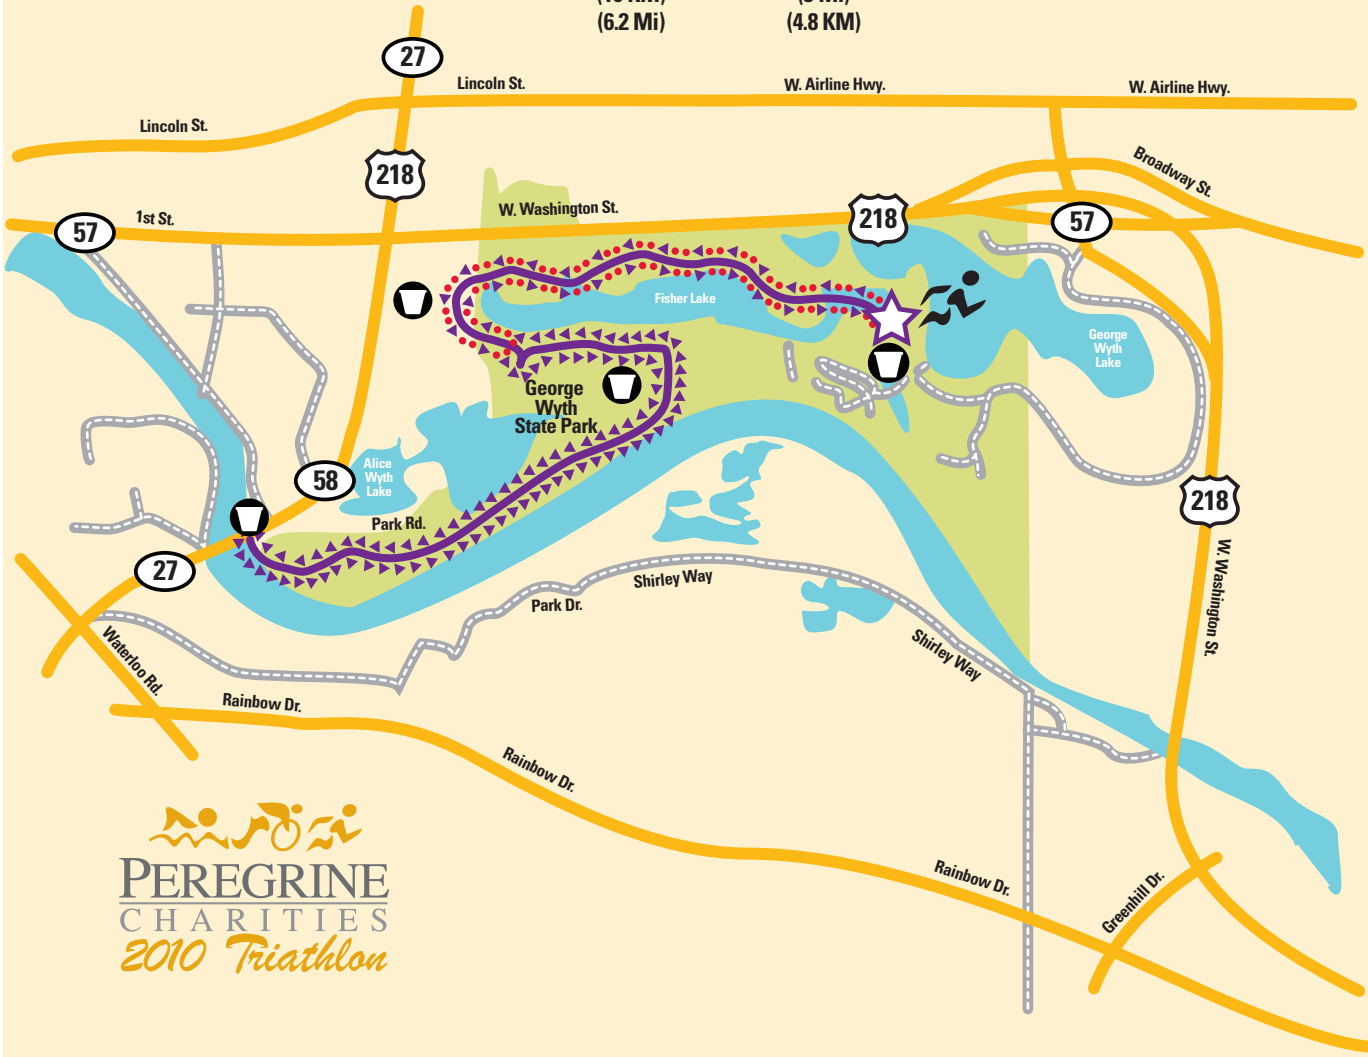 (6.2 Mi)
(4.8 KM)
27
Lincoln St.
W. Airline Hwy.
W. Airline Hwy.
Lincoln St.
218
Broadway St.
1st St.
57
W. Washington St.
218
57
Fisher Lake
George
Wyth
Lake
George
Wyth
State Park
Alice
Wyth
Lake
58
218
Park Rd.
27
W. Washington St.
Shirley Way
Park Dr.
Shirley Way
Waterloo Rd.
Rainbow Dr.
Rainbow Dr.
Rainbow Dr.
Greenhill Dr.
PEREGRINE
CHARITIES
2010 Triathlon